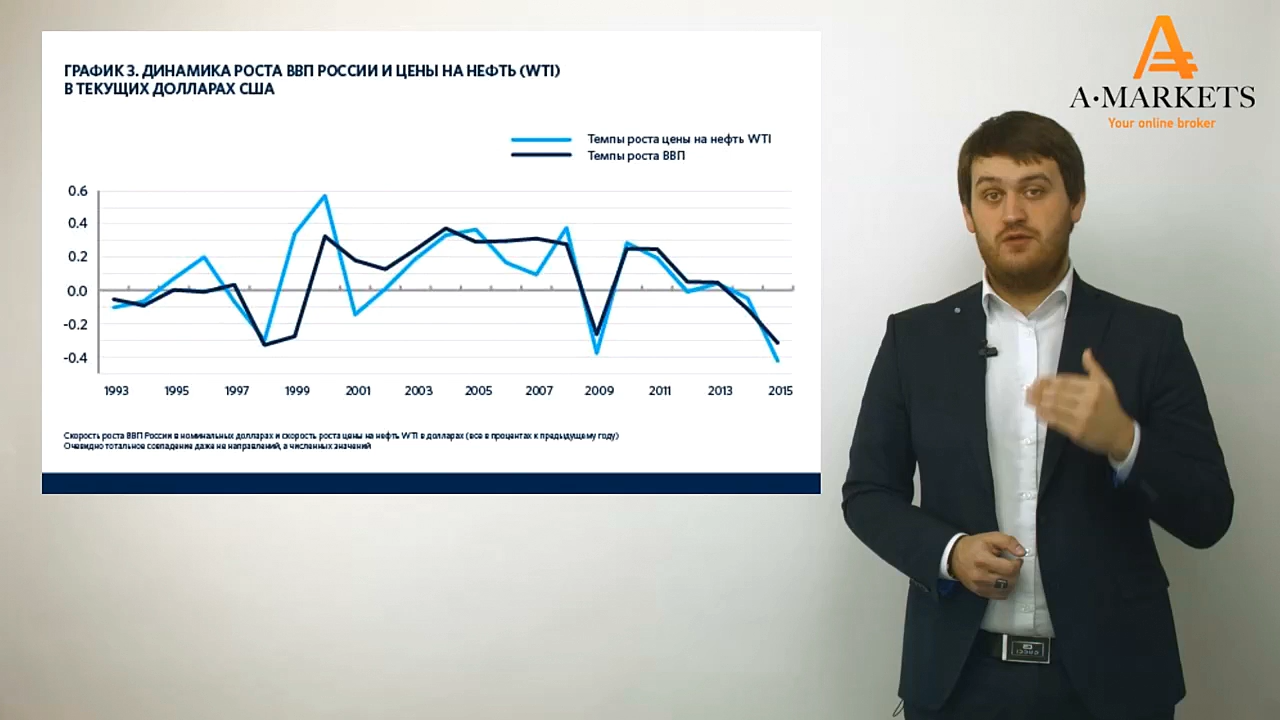 ГРАФИК 3. ДИНАМИКА РОСТА ВВП РОССИИ И ЦЕНЫ НА НЕФТЬ (WTI)
В ТЕКУЩИХ ДОЛЛАРАХ США
Темпы роста цены на нефть WTI
Темпы роста ВВП
0.6
0.4
0.2
0.0
-0.2
-0.4
1993 1995 1997 1999 2001 2003 2005 2007 2009 2011 2013 2015
Скорость роста ВВП России в номинальных долларах и скорость роста цены на нефть WTI в долларах (все в процентах к предыдущему году)
Очевидно тотальное совпадение даже не направлений, а численных значений
A·MARKETS
Your online broker